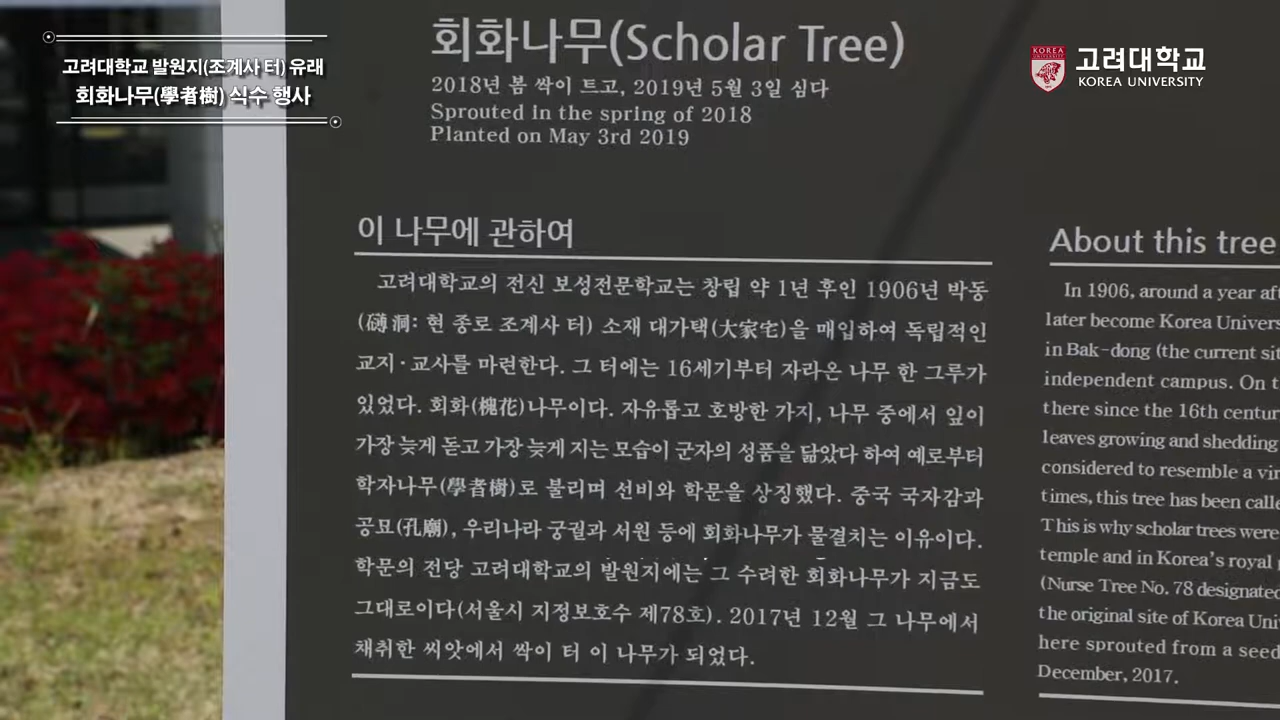 고려대학교 발원지(조계사 터) 유래
회화나무(學者樹) 식수 행사
KOREA
UNIVERSITY
고려대학교
KOREA UNIVERSITY
회화나무(Scholar Tree)
2018년 봄 싹이 트고, 2019년 5월 3일 심다
Sprouted in the spring of 2018
Planted on May 3rd 2019
이 나무에 관하여
고려대학교의 전신 보성전문학교는 창립 약 1년 후인 1906년 박동
(礴洞: 현 종로 조계사 터) 소재 대가택(大家宅)을 매입하여 독립적인
교지·교사를 마련한다. 그 터에는 16세기부터 자라온 나무 한 그루가
있었다. 회화(槐花)나무이다. 자유롭고 호방한 가지, 나무 중에서 잎이
가장 늦게 돋고 가장 늦게 지는 모습이 군자의 성품을 닮았다 하여 예로부터
학자나무(學者樹)로 불리며 선비와 학문을 상징했다. 중국 국자감과
공묘(孔廟), 우리나라 궁궐과 서원 등에 회화나무가 물결치는 이유이다.
학문의 전당 고려대학교의 발원지에는 그 수려한 회화나무가 지금도
그대로이다(서울시 지정보호수 제78호). 2017년 12월 그 나무에서
채취한 씨앗에서 싹이 터 이 나무가 되었다.
About this tree
In 1906, around a year
later become Korea
in Bak-dong (the current
independent campus. On
there since the 16th
leaves growing and shedding
considered to resemble a
times, this tree has been
This is why scholar trees were
temple and in Korea's royal
(Nurse Tree No. 78 designated
the original site of Korea
here sprouted from a seed
December, 2017.